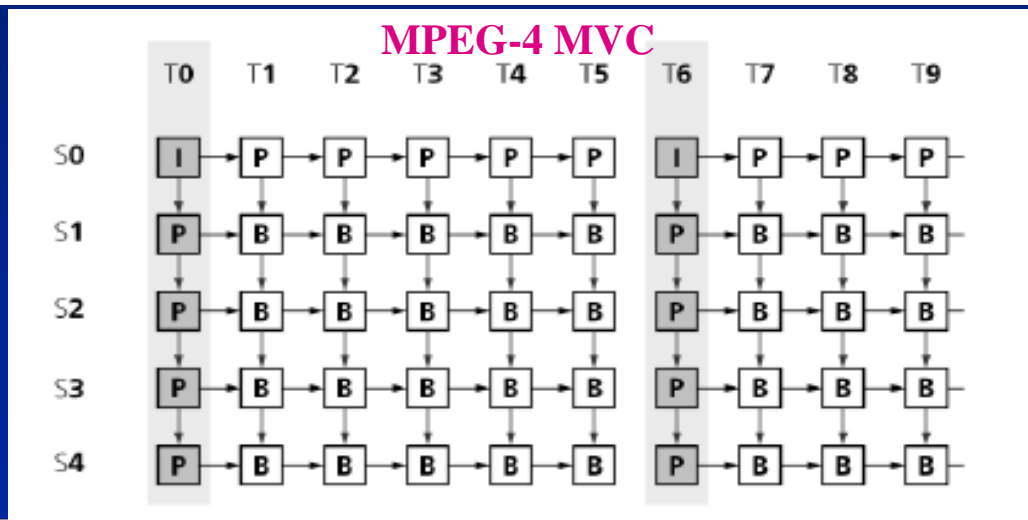 MPEG-4 MVC
T0 T1 T2 T3 T4 T5 T6 T7 T8 T9
S0 I P P P P P I P P P
S1 P B B B B B P B B B
S2 P B B B B B P B B B
S3 P B B B B B P B B B
S4 P B B B B B P B B B